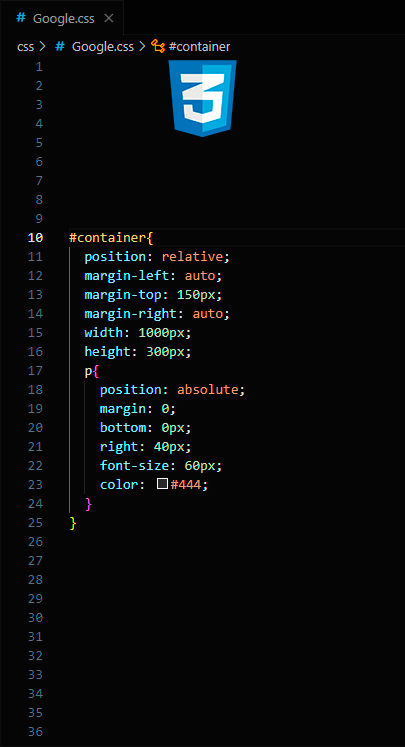 # Google.css ×
css > # Google.css > #container
3
1
2
3
4
5
6
7
8
9
10 #container{
11 position: relative;
12 margin-left: auto;
13 margin-top: 150px;
14 margin-right: auto;
15 width: 1000px;
16 height: 300px;
17 p{
18 position: absolute;
19 margin: 0;
20 bottom: 0px;
21 right: 40px;
22 font-size: 60px;
23 color: #444;
24 }
25 }
26
27
28
29
30
31
32
33
34
35
36